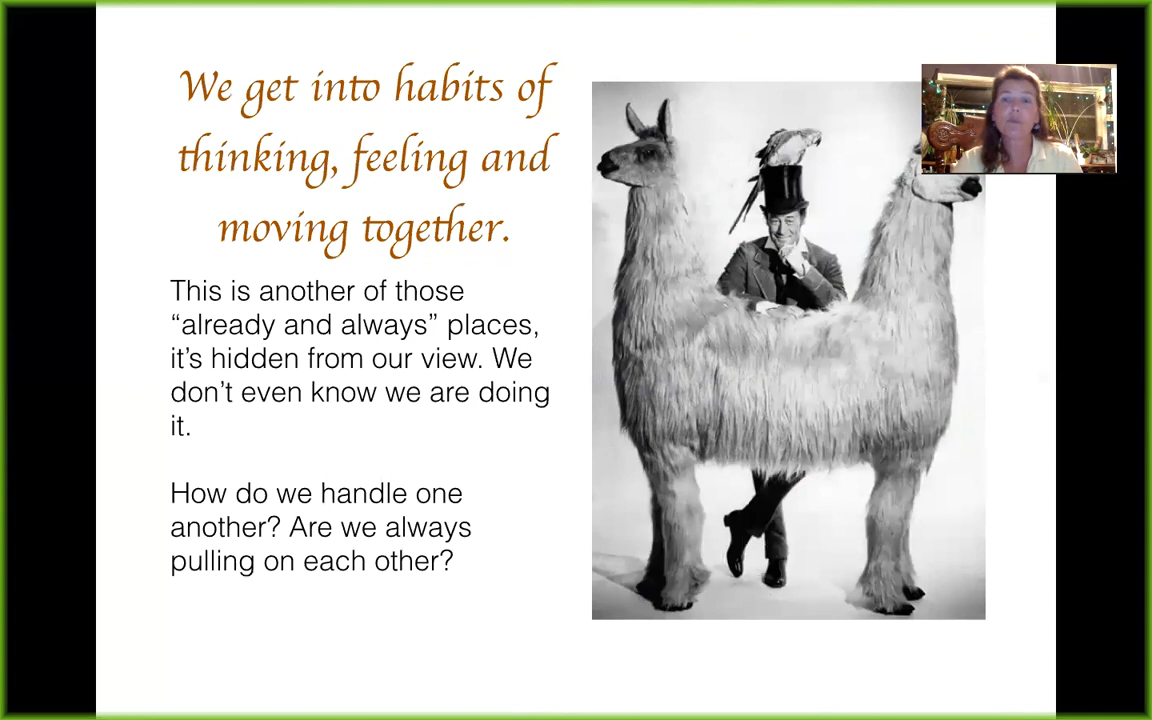 We get into habits of
thinking, feeling and
moving together.
This is another of those
“already and always” places,
it’s hidden from our view. We
don’t even know we are doing
it.
How do we handle one
another? Are we always
pulling on each other?